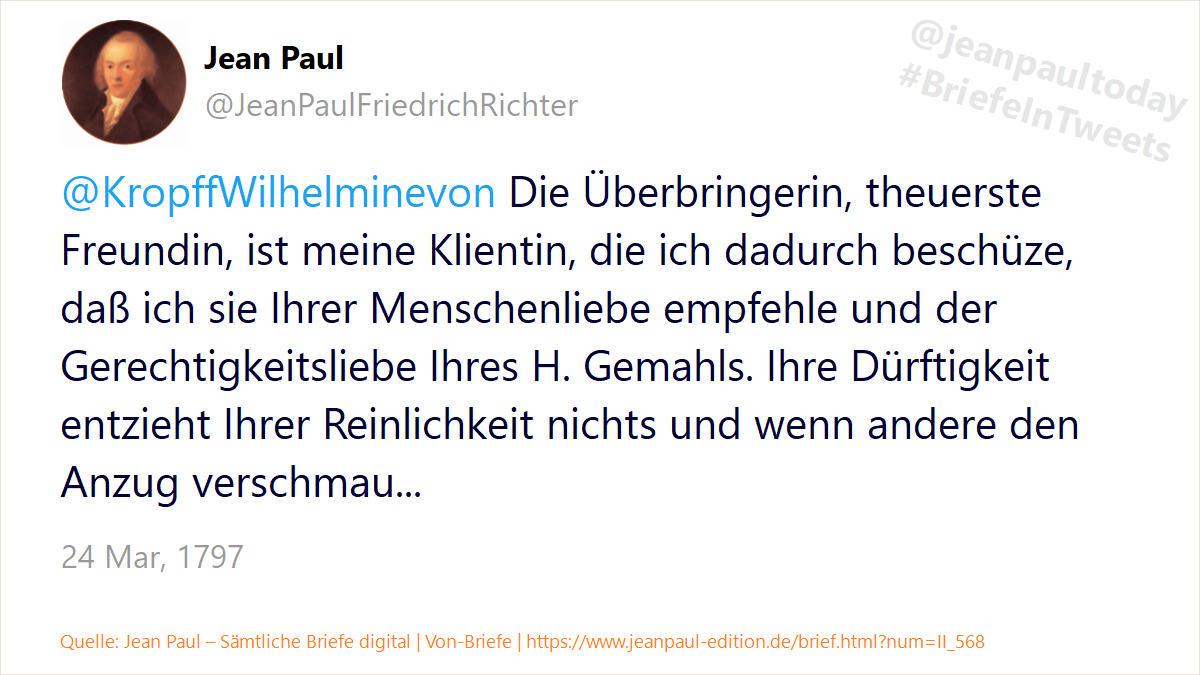 Jean Paul
@JeanPaulFriedrichRichter
@jeanpaultoday
#BriefeInTweets
@KropffWilhelminevon Die Überbringerin, theuerste
Freundin, ist meine Klientin, die ich dadurch beschüze,
daß ich sie Ihrer Menschenliebe empfehle und der
Gerechtigkeitsliebe Ihres H. Gemahls. Ihre Dürftigkeit
entzieht Ihrer Reinlichkeit nichts und wenn andere den
Anzug verschmau...
24 Mar, 1797
Quelle: Jean Paul – Sämtliche Briefe digital | Von-Briefe | https://www.jeanpaul-edition.de/brief.html?num=II_568